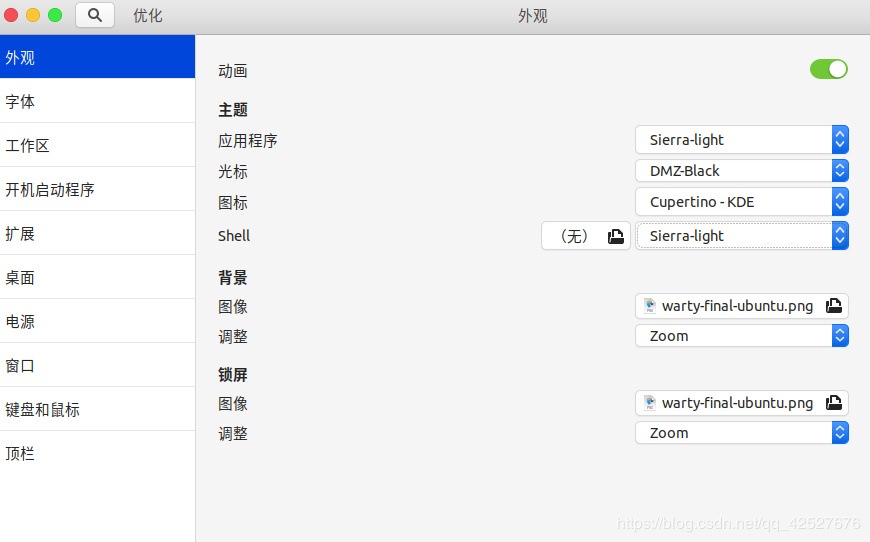 优化
外观
外观
字体
工作区
开机启动程序
扩展
桌面
电源
窗口
键盘和鼠标
顶栏
动画
主题
应用程序 Sierra-light
光标 DMZ-Black
图标 Cupertino - KDE
Shell （无） Sierra-light
背景
图像 warty-final-ubuntu.png
调整 Zoom
锁屏
图像 warty-final-ubuntu.png
调整 Zoom
https://blog.csdn.net/qq_42527676